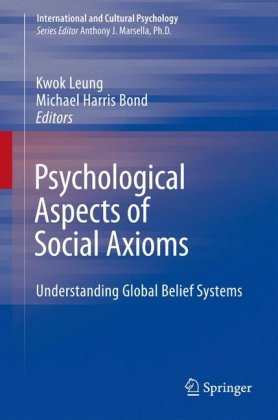 International and Cultural Psychology
Series Editor Anthony J. Marsella, Ph.D.
Kwok Leung
Michael Harris Bond
Editors
Psychological
Aspects of
Social Axioms
Understanding Global Belief Systems
Springer